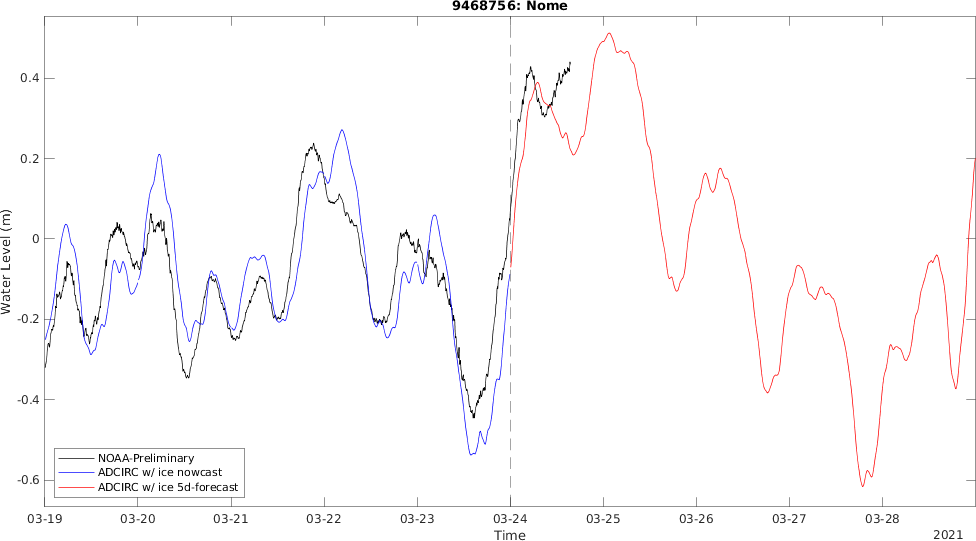 9468756: Nome
Water Level (m)
0.4
0.2
0
-0.2
-0.4
-0.6
NOAA-Preliminary
ADCIRC w/ ice nowcast
ADCIRC w/ ice 5d-forecast
03-19 03-20 03-21 03-22 03-23 03-24 03-25 03-26 03-27 03-28
Time
2021